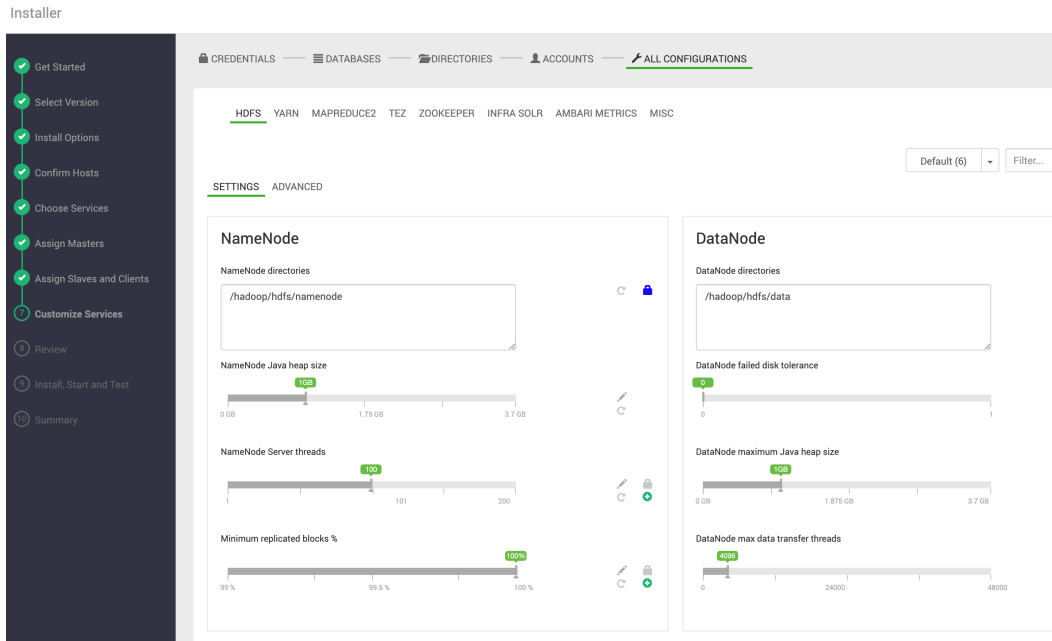 Installer
Get Started
Select Version
Install Options
Confirm Hosts
Choose Services
Assign Masters
Assign Slaves and Clients
7 Customize Services
8 Review
9 Install, Start and Test
10 Summary
CREDENTIALS DATABASES DIRECTORIES ACCOUNTS ALL CONFIGURATIONS
HDFS YARN MAPREDUCE2 TEZ ZOOKEEPER INFRA SOLR AMBARI METRICS MISC
Default (6) Filter...
SETTINGS ADVANCED
NameNode
NameNode directories
/hadoop/hdfs/namenode
NameNode Java heap size
1GB
0 GB 1.75 GB 3.7 GB
NameNode Server threads
100
1 101 200
Minimum replicated blocks %
100%
99 % 99.5 % 100 %
DataNode
DataNode directories
/hadoop/hdfs/data
DataNode failed disk tolerance
0
0 1
DataNode maximum Java heap size
1GB
0 GB 1.875 GB 3.7 GB
DataNode max data transfer threads
4096
0 24000 48000